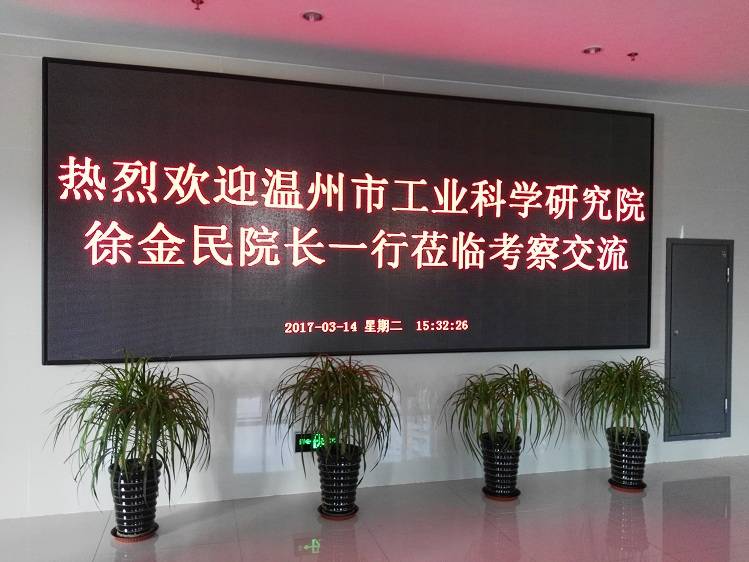 热烈欢迎温州市工业科学研究院
徐金民院长一行莅临考察交流
2017-03-14 星期二 15:32:26